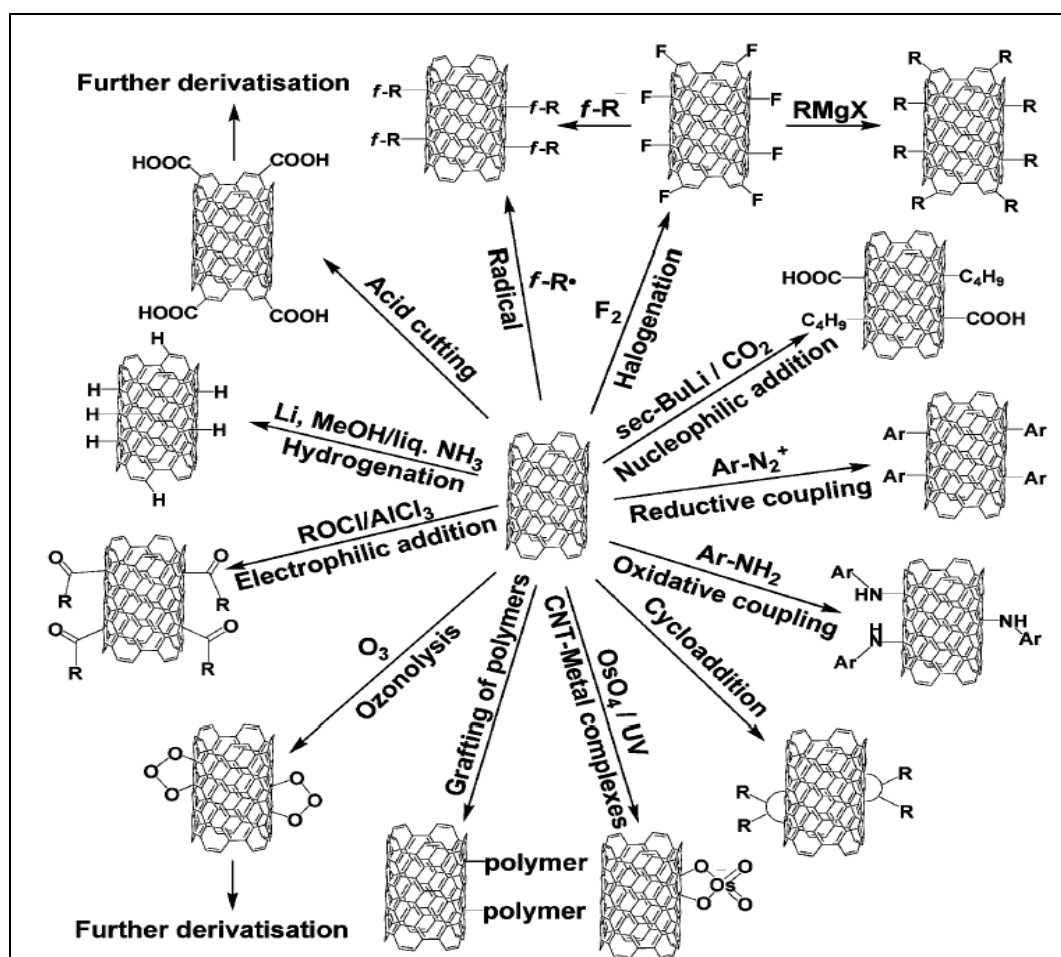 Further derivatisation
HOOC
COOH
HOOC
COOH
Acid cutting
f-R
f-R
f-R
f-R
Radical
f-R•
f-R⁻
F
F
F
F
F
F
F
F
F₂
Halogenation
RMgX
R
R
R
R
R
R
R
R
HOOC
C₄H₉
C₄H₉
COOH
sec-BuLi / CO₂
Nucleophilic addition
Ar
Ar
Ar
Ar
Ar-N₂⁺
Reductive coupling
Ar-NH₂
Oxidative coupling
Ar
HN
H
N
Ar
NH
Ar
Cycloaddition
R
R
R
R
OsO₄ / UV
CNT-Metal complexes
O
O
Os
O
O
Grafting of polymers
polymer
polymer
O₃
Ozonolysis
O
O
O
O
O
O
Further derivatisation
ROCl/AlCl₃
Electrophilic addition
O
R
O
R
O
R
O
R
Li, MeOH/liq. NH₃
Hydrogenation
H
H
H
H
H
H
H